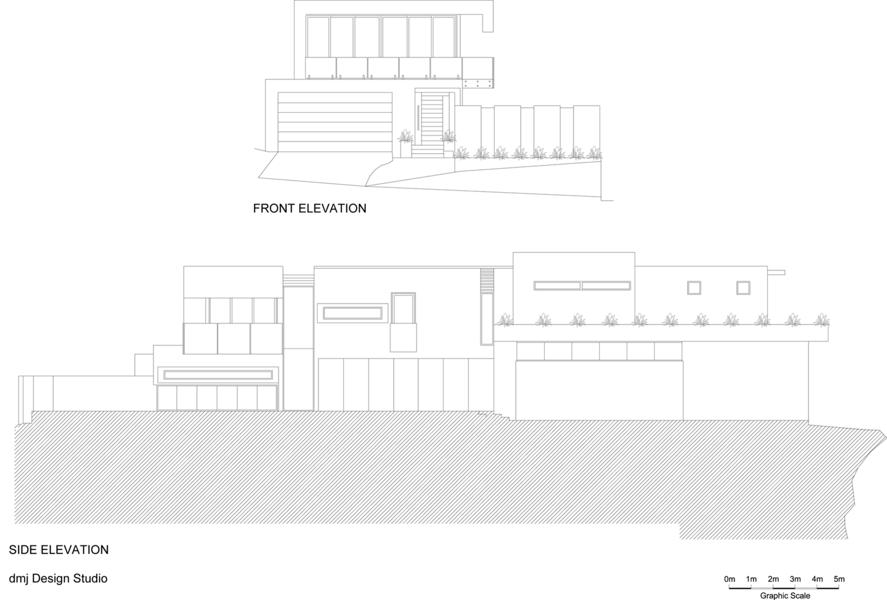 FRONT ELEVATION
SIDE ELEVATION
dmj Design Studio
0m 1m 2m 3m 4m 5m
Graphic Scale